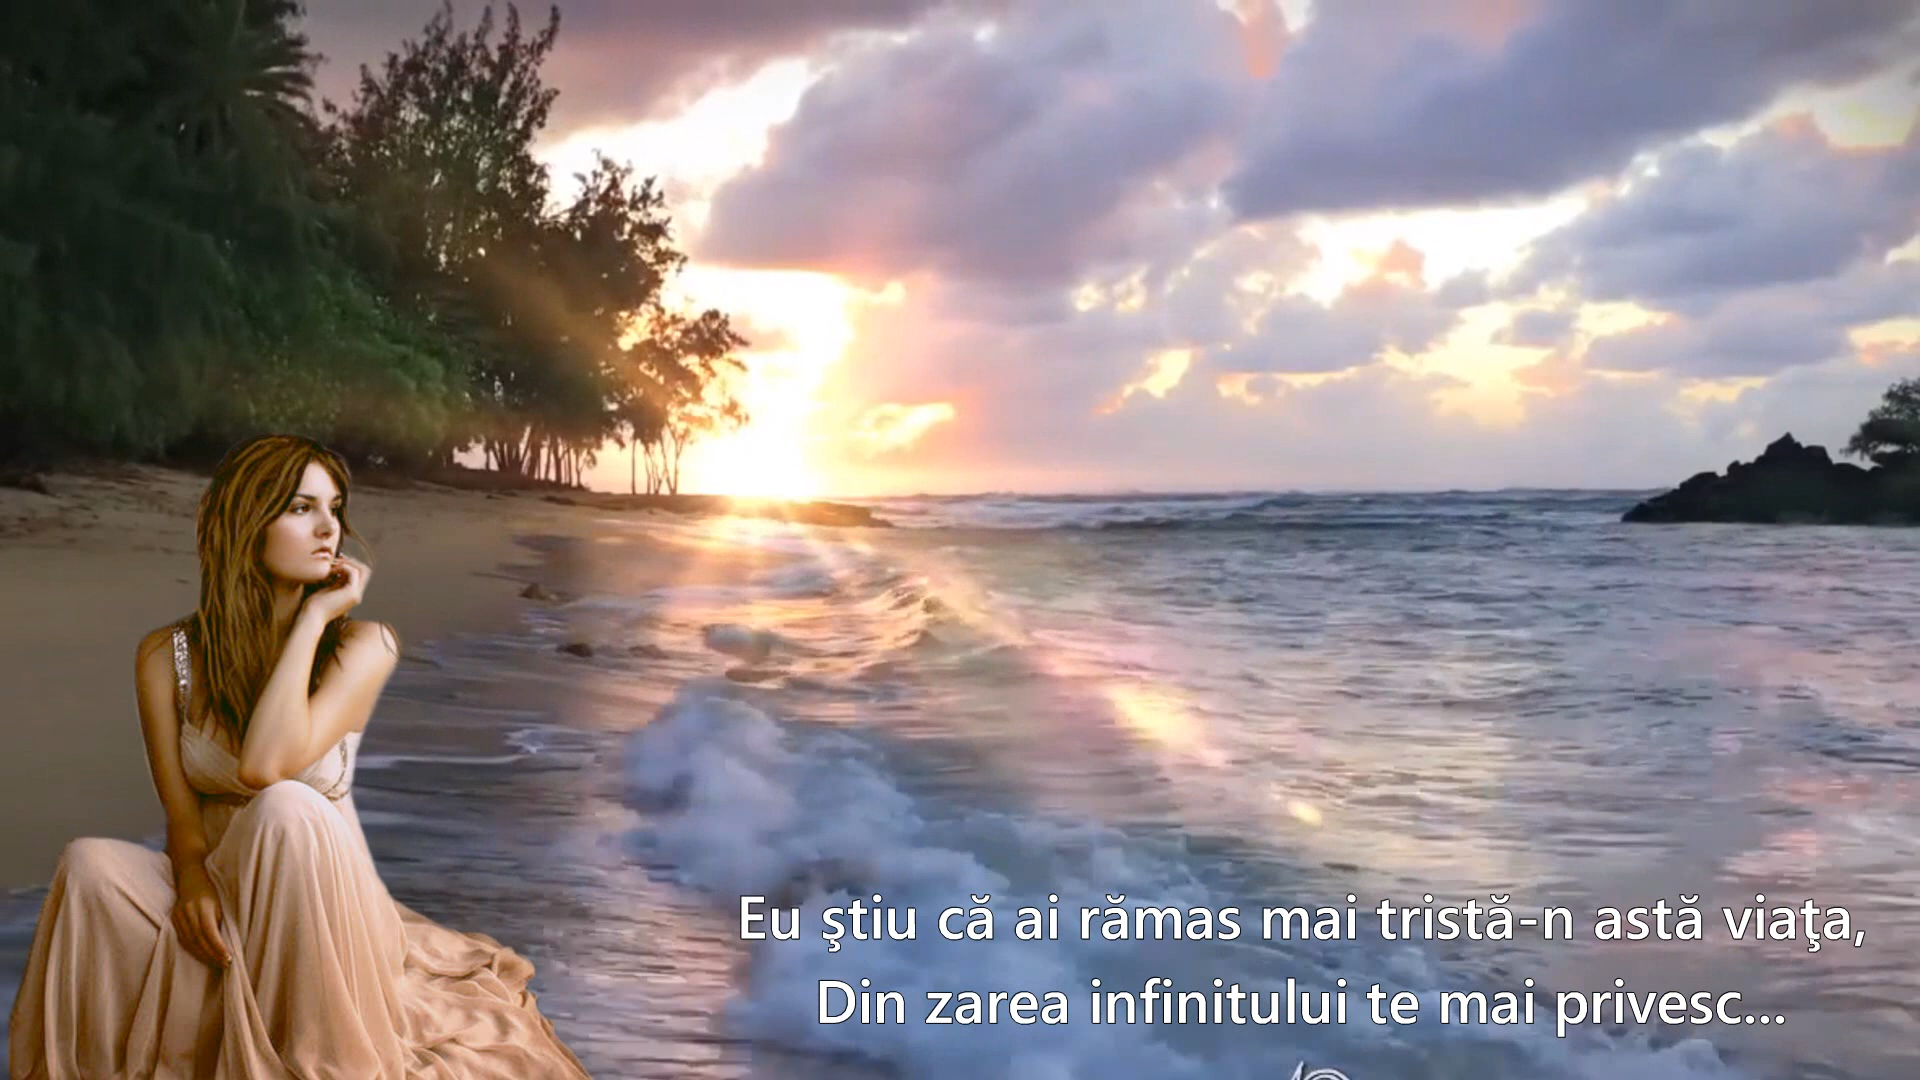 Eu ştiu că ai rămas mai tristă-n astă viaţa,
Din zarea infinitului te mai privesc...